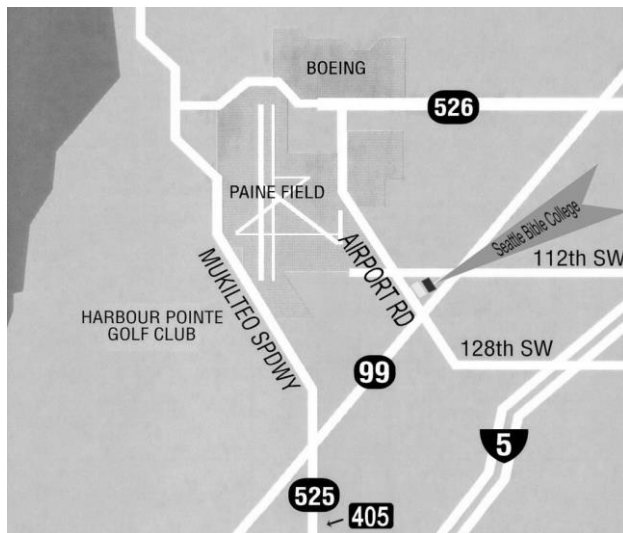 BOEING
526
PAINE FIELD
Seattle Bible College
AIRPORT RD
112th SW
MUKILTEO SPDWY
HARBOUR POINTE
GOLF CLUB
128th SW
99
5
525
405